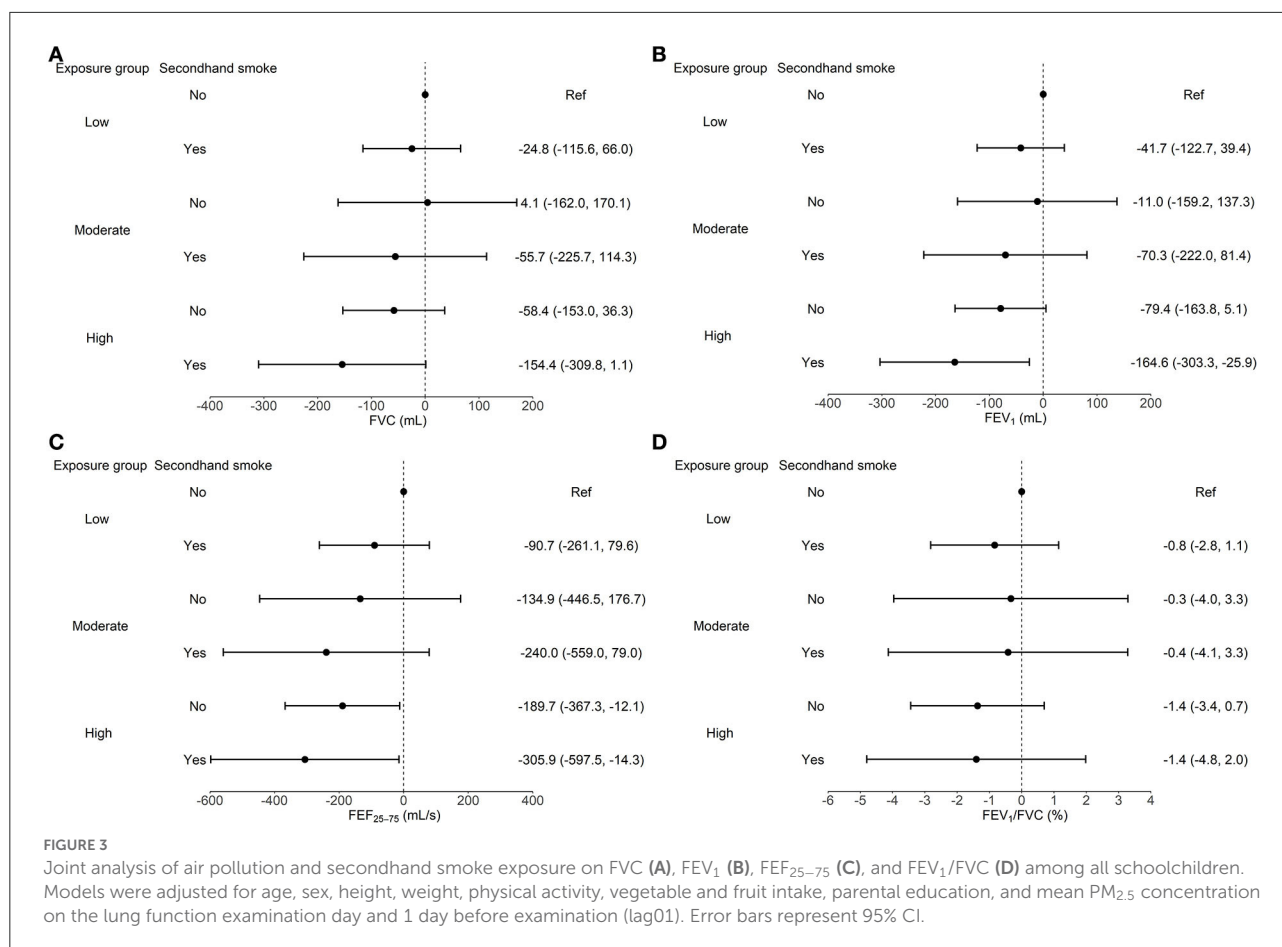 A
Exposure group Secondhand smoke
No Ref
Low
Yes -24.8 (-115.6, 66.0)
No 4.1 (-162.0, 170.1)
Moderate
Yes -55.7 (-225.7, 114.3)
No -58.4 (-153.0, 36.3)
High
Yes -154.4 (-309.8, 1.1)
-400 -300 -200 -100 0 100 200
FVC (mL)
B
Exposure group Secondhand smoke
No Ref
Low
Yes -41.7 (-122.7, 39.4)
No -11.0 (-159.2, 137.3)
Moderate
Yes -70.3 (-222.0, 81.4)
No -79.4 (-163.8, 5.1)
High
Yes -164.6 (-303.3, -25.9)
-400 -300 -200 -100 0 100 200
FEV₁ (mL)
C
Exposure group Secondhand smoke
No Ref
Low
Yes -90.7 (-261.1, 79.6)
No -134.9 (-446.5, 176.7)
Moderate
Yes -240.0 (-559.0, 79.0)
No -189.7 (-367.3, -12.1)
High
Yes -305.9 (-597.5, -14.3)
-600 -400 -200 0 200 400
FEF₂₅₋₇₅ (mL/s)
D
Exposure group Secondhand smoke
No Ref
Low
Yes -0.8 (-2.8, 1.1)
No -0.3 (-4.0, 3.3)
Moderate
Yes -0.4 (-4.1, 3.3)
No -1.4 (-3.4, 0.7)
High
Yes -1.4 (-4.8, 2.0)
-6 -5 -4 -3 -2 -1 0 1 2 3 4
FEV₁/FVC (%)
FIGURE 3
Joint analysis of air pollution and secondhand smoke exposure on FVC (A), FEV₁ (B), FEF₂₅₋₇₅ (C), and FEV₁/FVC (D) among all schoolchildren.
Models were adjusted for age, sex, height, weight, physical activity, vegetable and fruit intake, parental education, and mean PM₂.₅ concentration
on the lung function examination day and 1 day before examination (lag01). Error bars represent 95% CI.